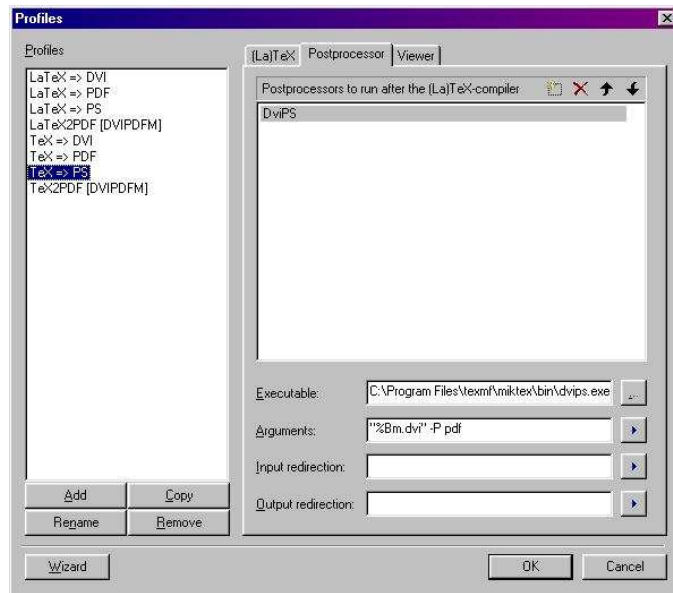 Profiles
Profiles
LaTeX => DVI
LaTeX => PDF
LaTeX => PS
LaTeX2PDF [DVIPDFM]
TeX => DVI
TeX => PDF
TeX => PS
TeX2PDF [DVIPDFM]
Add
Copy
Rename
Remove
(La)TeX
Postprocessor
Viewer
Postprocessors to run after the (La)TeX-compiler
DviPS
Executable:
C:\Program Files\texmf\miktex\bin\dvips.exe
...
Arguments:
"%Bm.dvi" -P pdf
Input redirection:
Output redirection:
Wizard
OK
Cancel